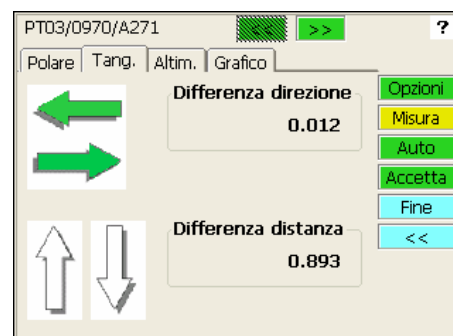 PT03/0970/A271 << >> ?
Polare Tang. Altim. Grafico
Differenza direzione
0.012
Differenza distanza
0.893
Opzioni
Misura
Auto
Accetta
Fine
<<